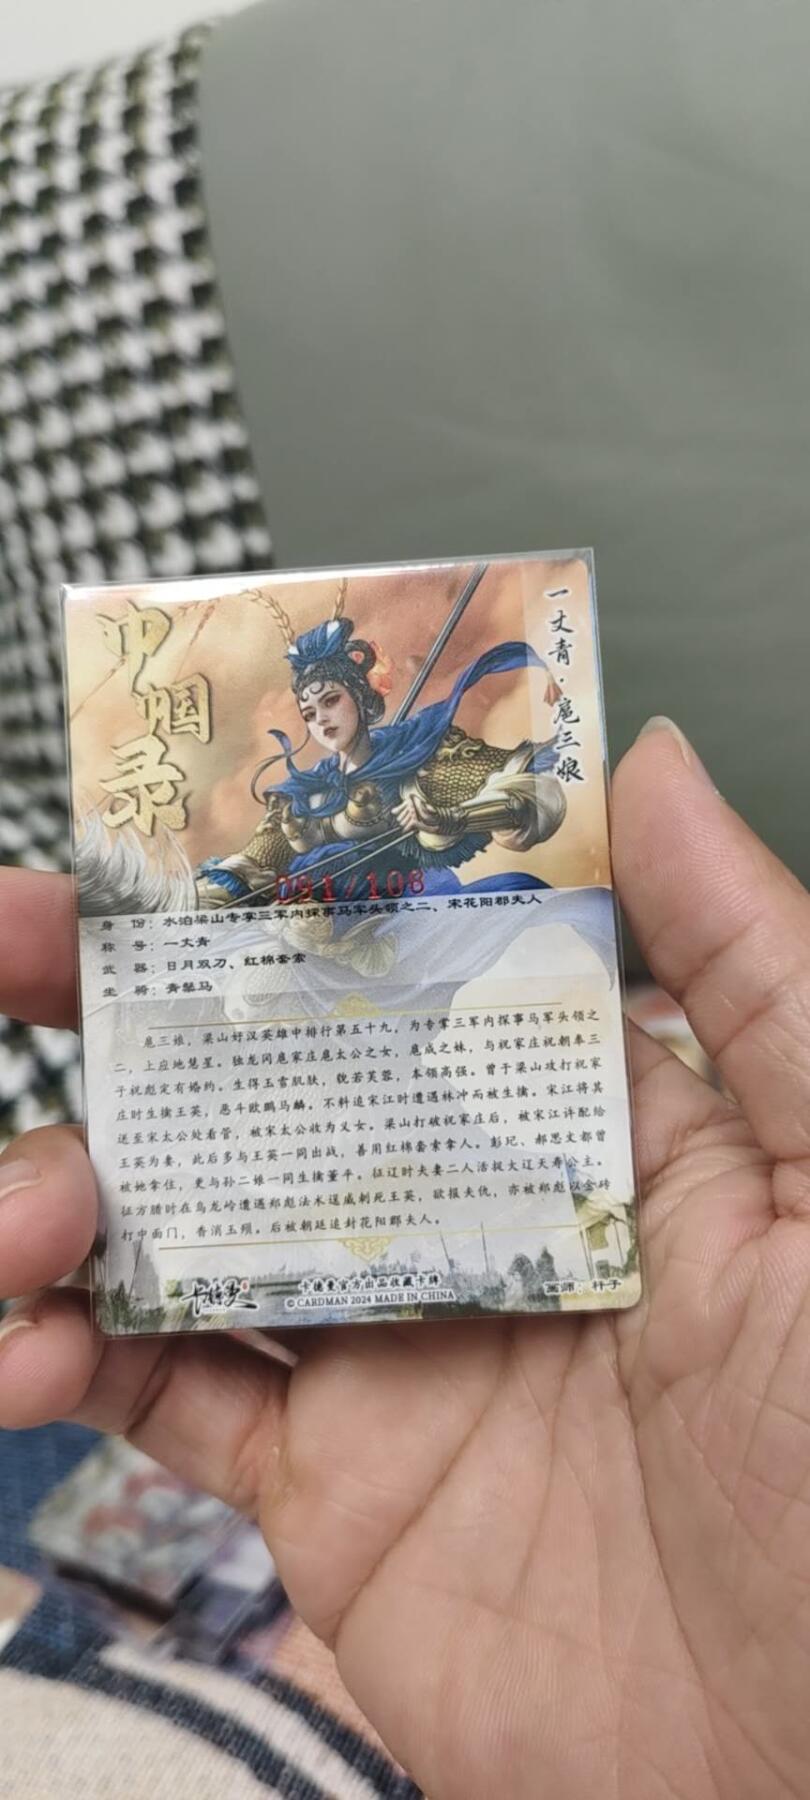 巾帼录
一丈青·扈三娘
091/108
身 份：水泊梁山专掌三军内探事马军头领之二、宋花阳郡夫人
称 号：一丈青
武 器：日月双刀、红棉套索
坐 骑：青鬃马
扈三娘，梁山好汉英雄中排行第五十九，为专掌三军内探事马军头领之
二，上应地慧星。独龙冈扈家庄扈太公之女，扈成之妹，与祝家庄祝朝奉三
子祝彪定有婚约。生得玉雪肌肤，貌若芙蓉，本领高强。曾于梁山攻打祝家
庄时生擒王英，恶斗欧鹏马麟。不料追宋江时遭遇林冲而被生擒。宋江将其
送至宋太公处看管，被宋太公收为义女。梁山打破祝家庄后，被宋江许配给
王英为妻，此后多与王英一同出战，善用红棉套索拿人。彭玘、郝思文都曾
被她拿住，更与孙二娘一同生擒董平。征辽时夫妻二人活捉大辽天寿公主。
征方腊时在乌龙岭遭遇郑彪法术送戚刺死王英，欲报夫仇，亦被郑彪以金砖
打中面门，香消玉殒。后被朝廷追封花阳郡夫人。
卡德曼
卡德曼官方出品收藏卡牌
© CARDMAN 2024 MADE IN CHINA
画师：杆子